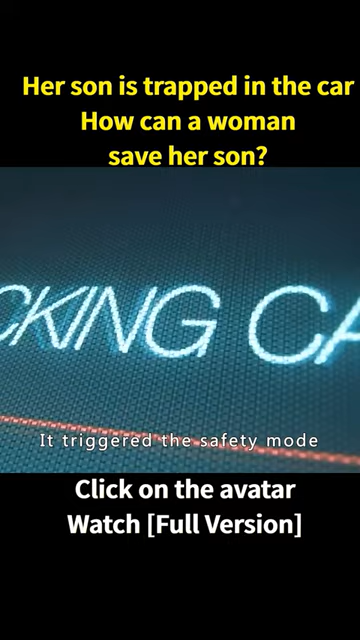 Her son is trapped in the car
How can a woman
save her son?
CKING CA
It triggered the safety mode
Click on the avatar
Watch [Full Version]